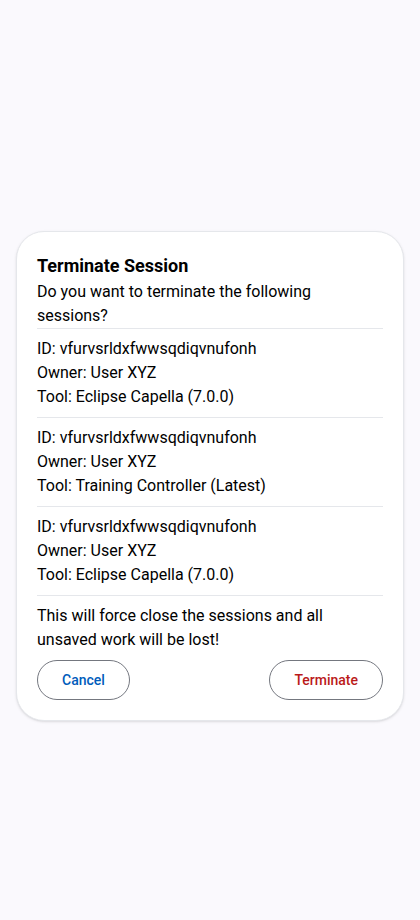 Terminate Session
Do you want to terminate the following
sessions?
ID: vfurvsrldxfwwsqdiqvnufonh
Owner: User XYZ
Tool: Eclipse Capella (7.0.0)
ID: vfurvsrldxfwwsqdiqvnufonh
Owner: User XYZ
Tool: Training Controller (Latest)
ID: vfurvsrldxfwwsqdiqvnufonh
Owner: User XYZ
Tool: Eclipse Capella (7.0.0)
This will force close the sessions and all
unsaved work will be lost!
Cancel
Terminate